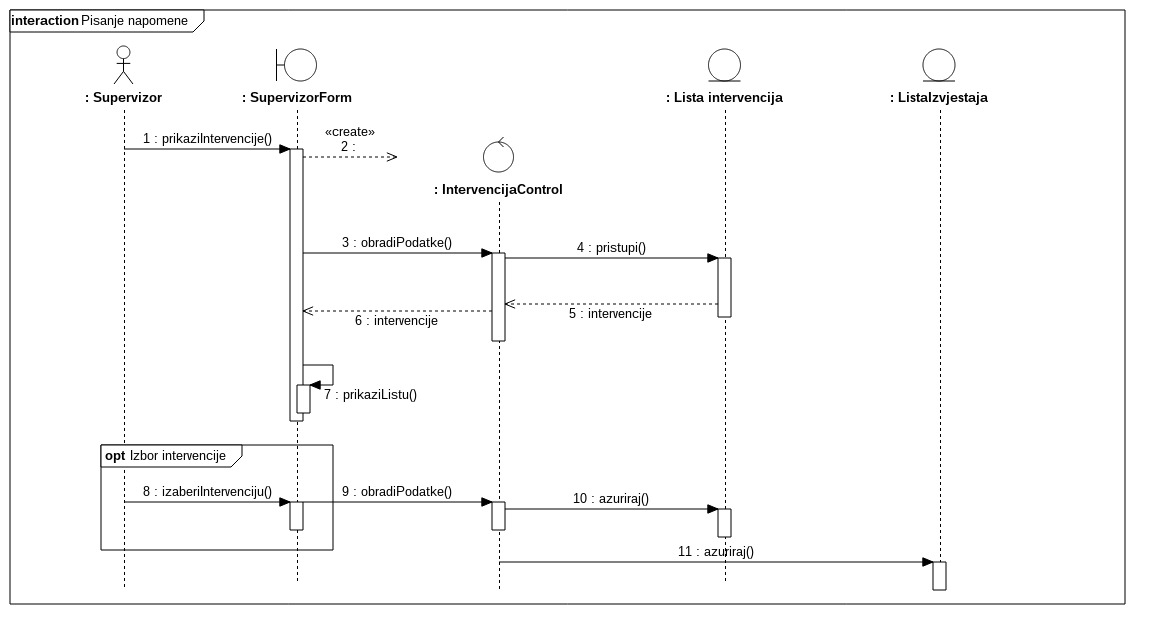 interaction Pisanje napomene
: Supervizor
: SupervizorForm
: Lista intervencija
: ListaIzvjestaja
1 : prikaziIntervencije()
«create»
2 :
: IntervencijaControl
3 : obradiPodatke()
4 : pristupi()
5 : intervencije
6 : intervencije
7 : prikaziListu()
opt Izbor intervencije
8 : izaberiIntervenciju()
9 : obradiPodatke()
10 : azuriraj()
11 : azuriraj()